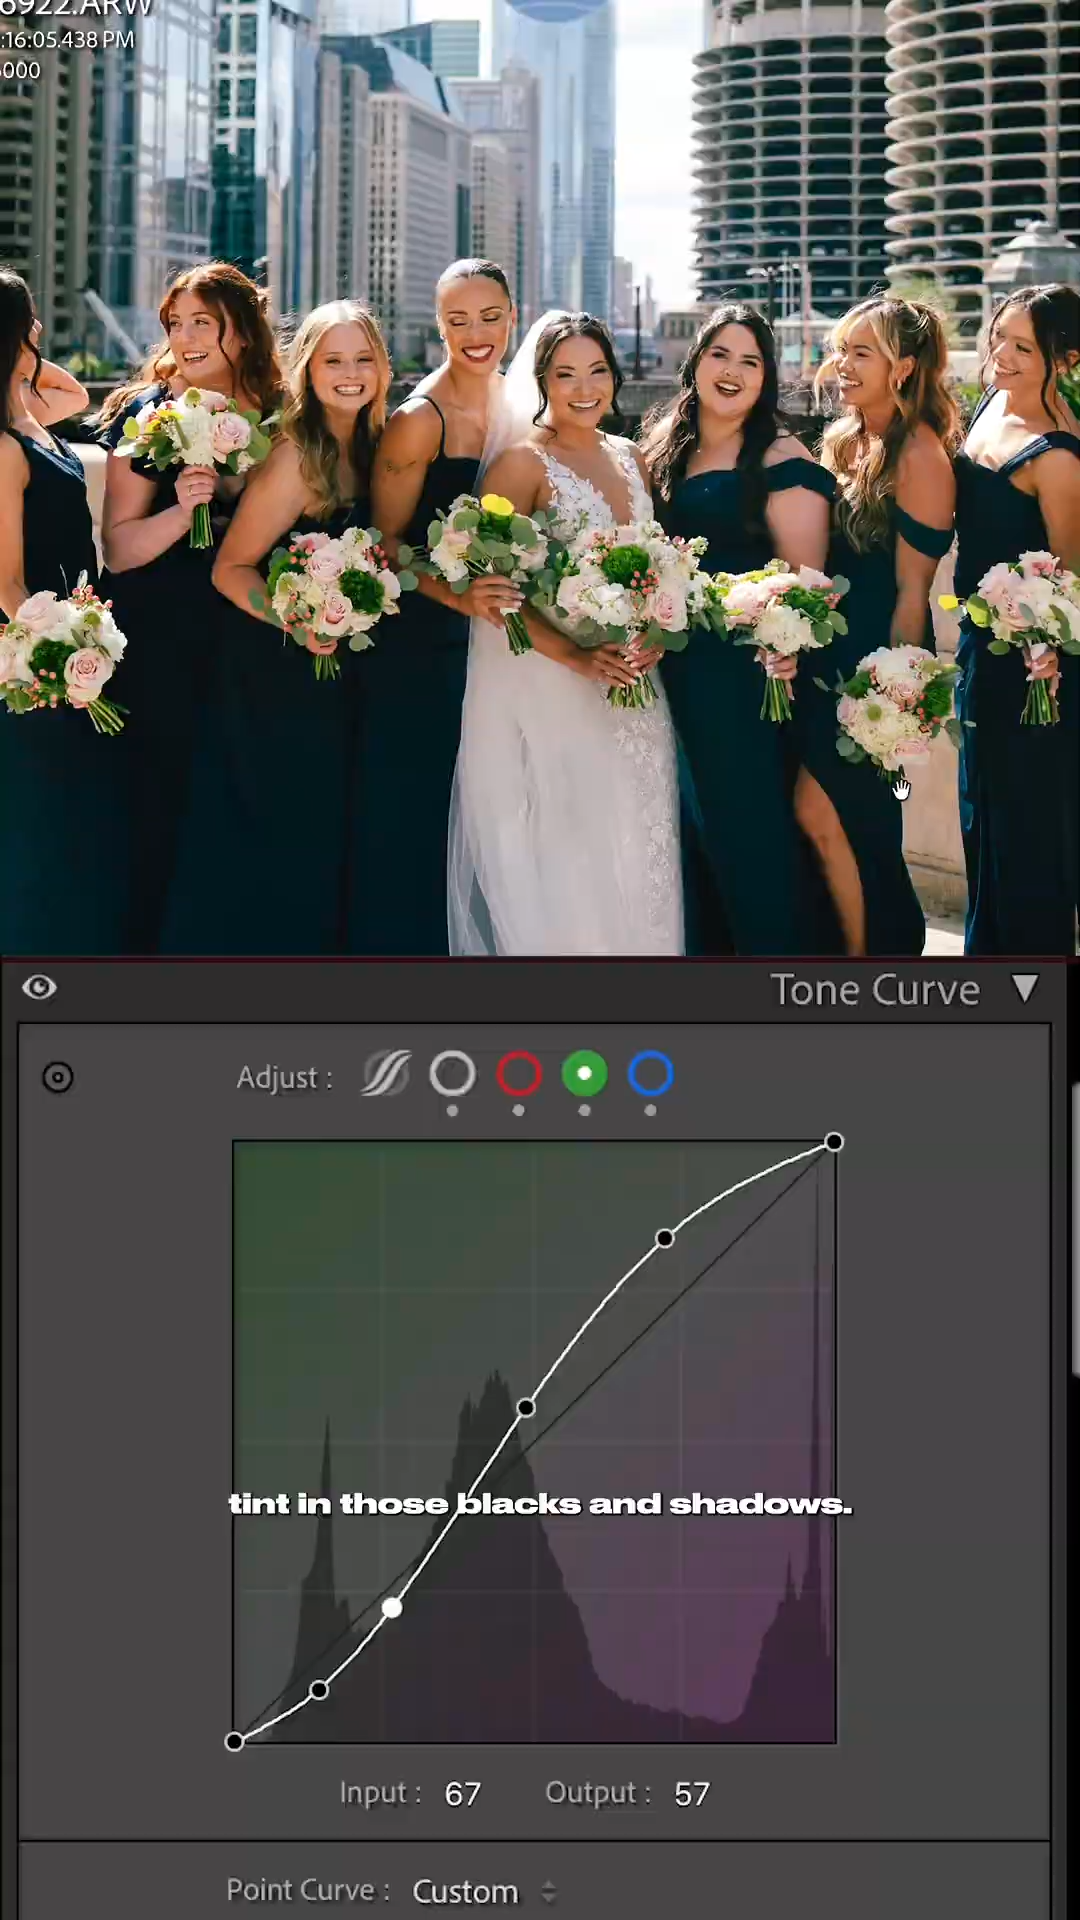 6922.ARW
:16:05.438 PM
000
Tone Curve
Adjust :
tint in those blacks and shadows.
Input : 67 Output : 57
Point Curve : Custom